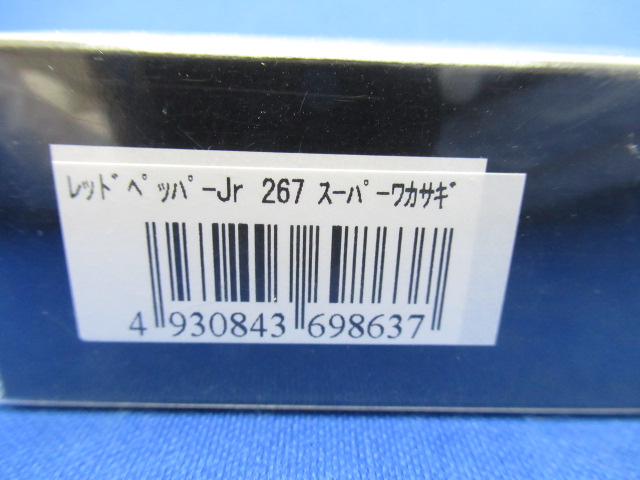 ﾚｯﾄﾞﾍﾟｯﾊﾟｰJr 267 ｽｰﾊﾟｰﾜｶｻｷﾞ
4 930843 698637